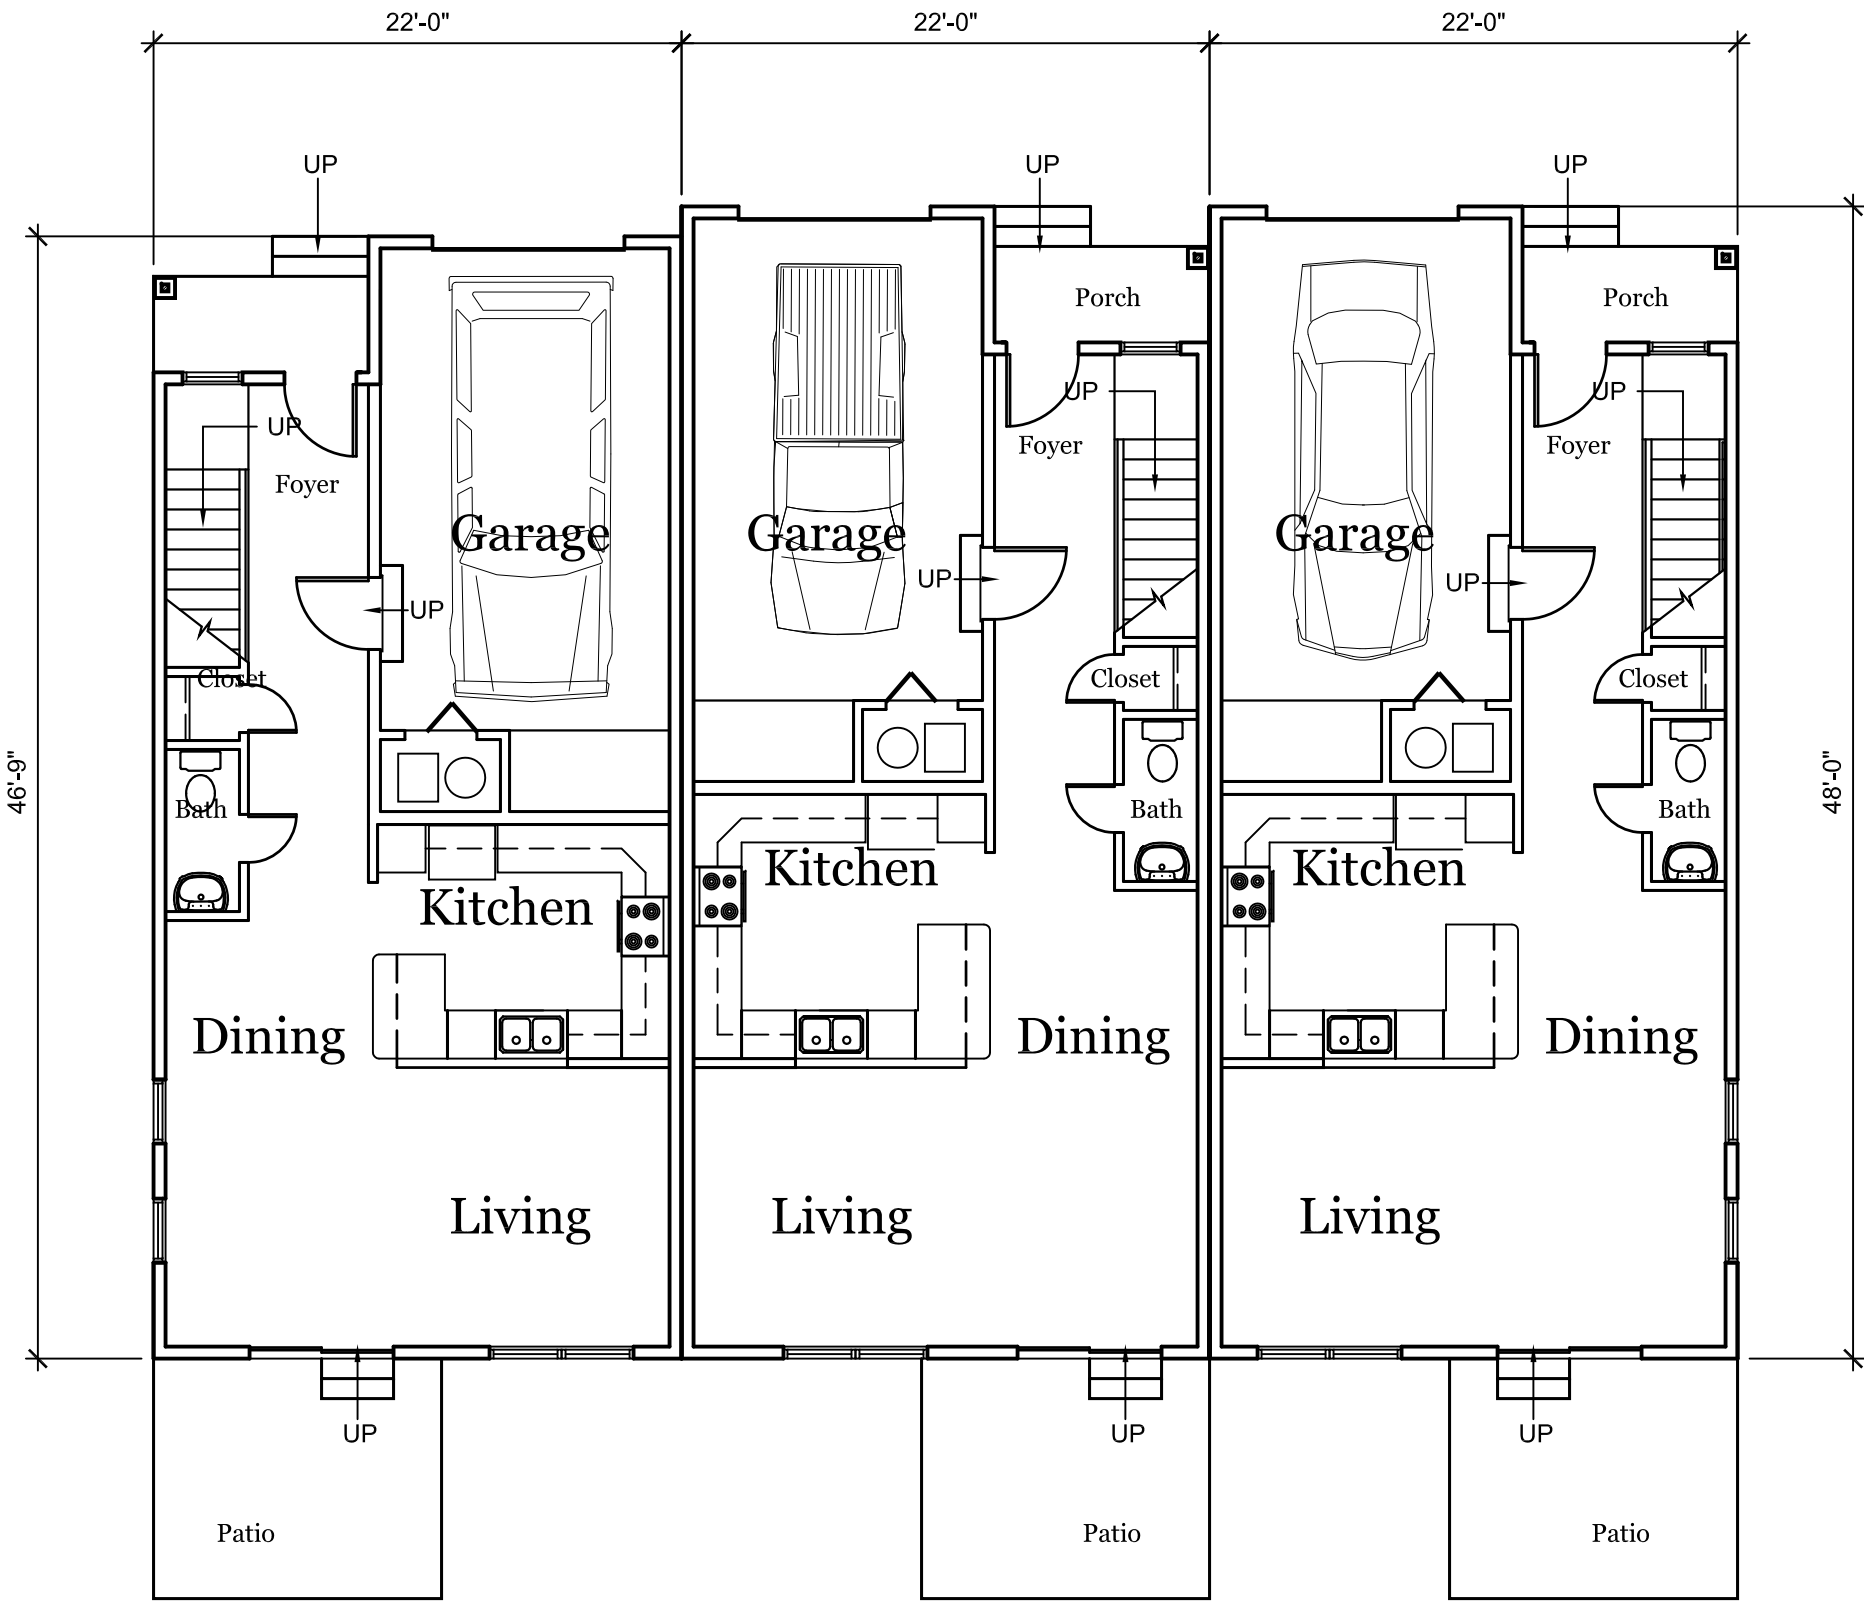 22'-0"
22'-0"
22'-0"
UP
UP
UP
Porch
Porch
UP
UP
UP
Foyer
Foyer
Foyer
Garage
Garage
Garage
UP
UP
UP
Closet
Closet
Closet
46'-9"
48'-0"
Bath
Bath
Bath
Kitchen
Kitchen
Kitchen
Dining
Dining
Dining
Living
Living
Living
UP
UP
UP
Patio
Patio
Patio